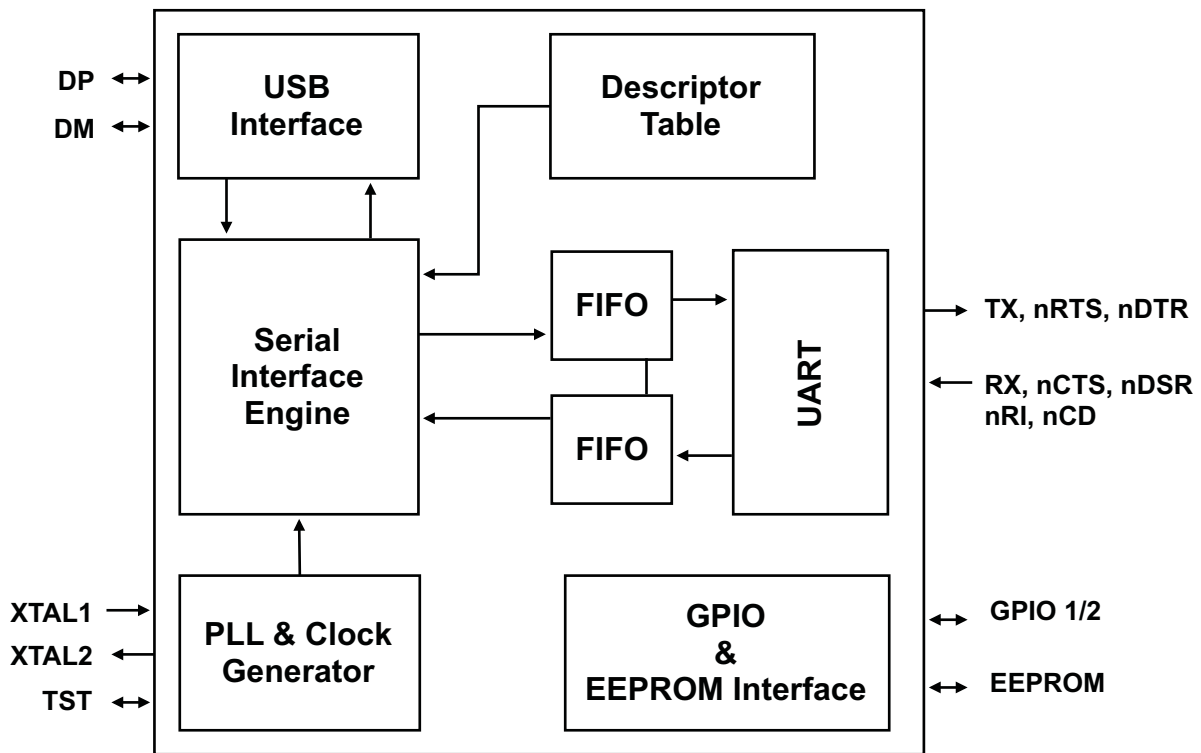 DP
DM
USB
Interface
Descriptor
Table
Serial
Interface
Engine
FIFO
FIFO
UART
TX, nRTS, nDTR
RX, nCTS, nDSR
nRI, nCD
XTAL1
XTAL2
TST
PLL & Clock
Generator
GPIO
&
EEPROM Interface
GPIO 1/2
EEPROM